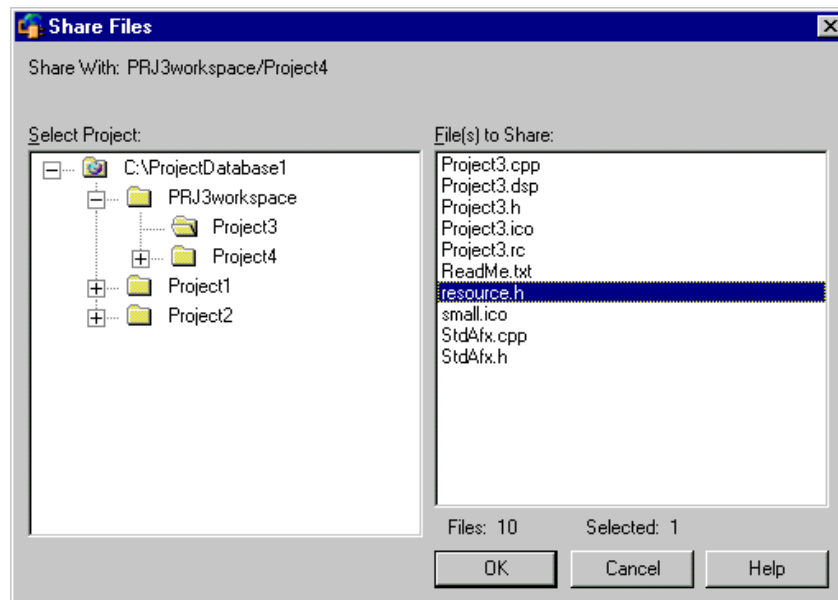 Share Files
Share With: PRJ3workspace/Project4
Select Project:
C:\ProjectDatabase1
PRJ3workspace
Project3
Project4
Project1
Project2
File(s) to Share:
Project3.cpp
Project3.dsp
Project3.h
Project3.ico
Project3.rc
ReadMe.txt
resource.h
small.ico
StdAfx.cpp
StdAfx.h
Files: 10 Selected: 1
OK Cancel Help